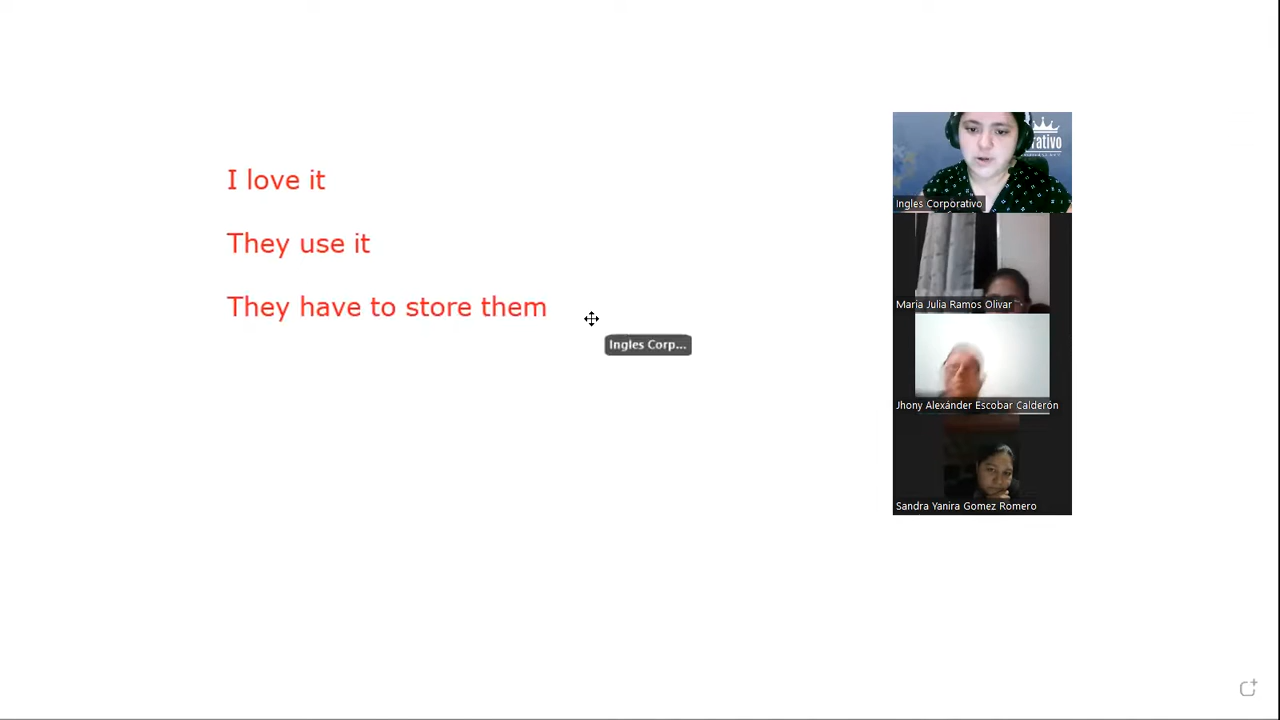 I love it
They use it
They have to store them
Ingles Corp...
rativo
Ingles Corporativo
Maria Julia Ramos Olivar
Jhony Alexánder Escobar Calderón
Sandra Yanira Gomez Romero